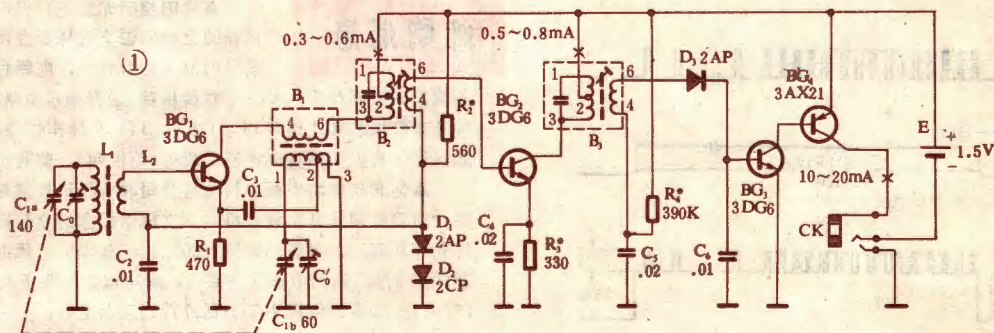 ①
0.3~0.6mA
0.5~0.8mA
D₃ 2AP
BG₄
3AX21
BG₁
3DG6
B₁
4 6
1 2 3
1
3 2
6
4
B₂
R₂*
560
BG₂
3DG6
1
3 2
6
4
B₃
R₄*
390K
BG₃
3DG6
10~20mA
E
+
1.5V
-
CK
L₁ L₂
C₁ₐ
140
C₀
C₂
.01
C₃
.01
R₁
470
C₁b 60
C₀′
D₁
2AP
D₂
2CP
C₄
.02
R₃*
330
C₅
.02
C₆
.01